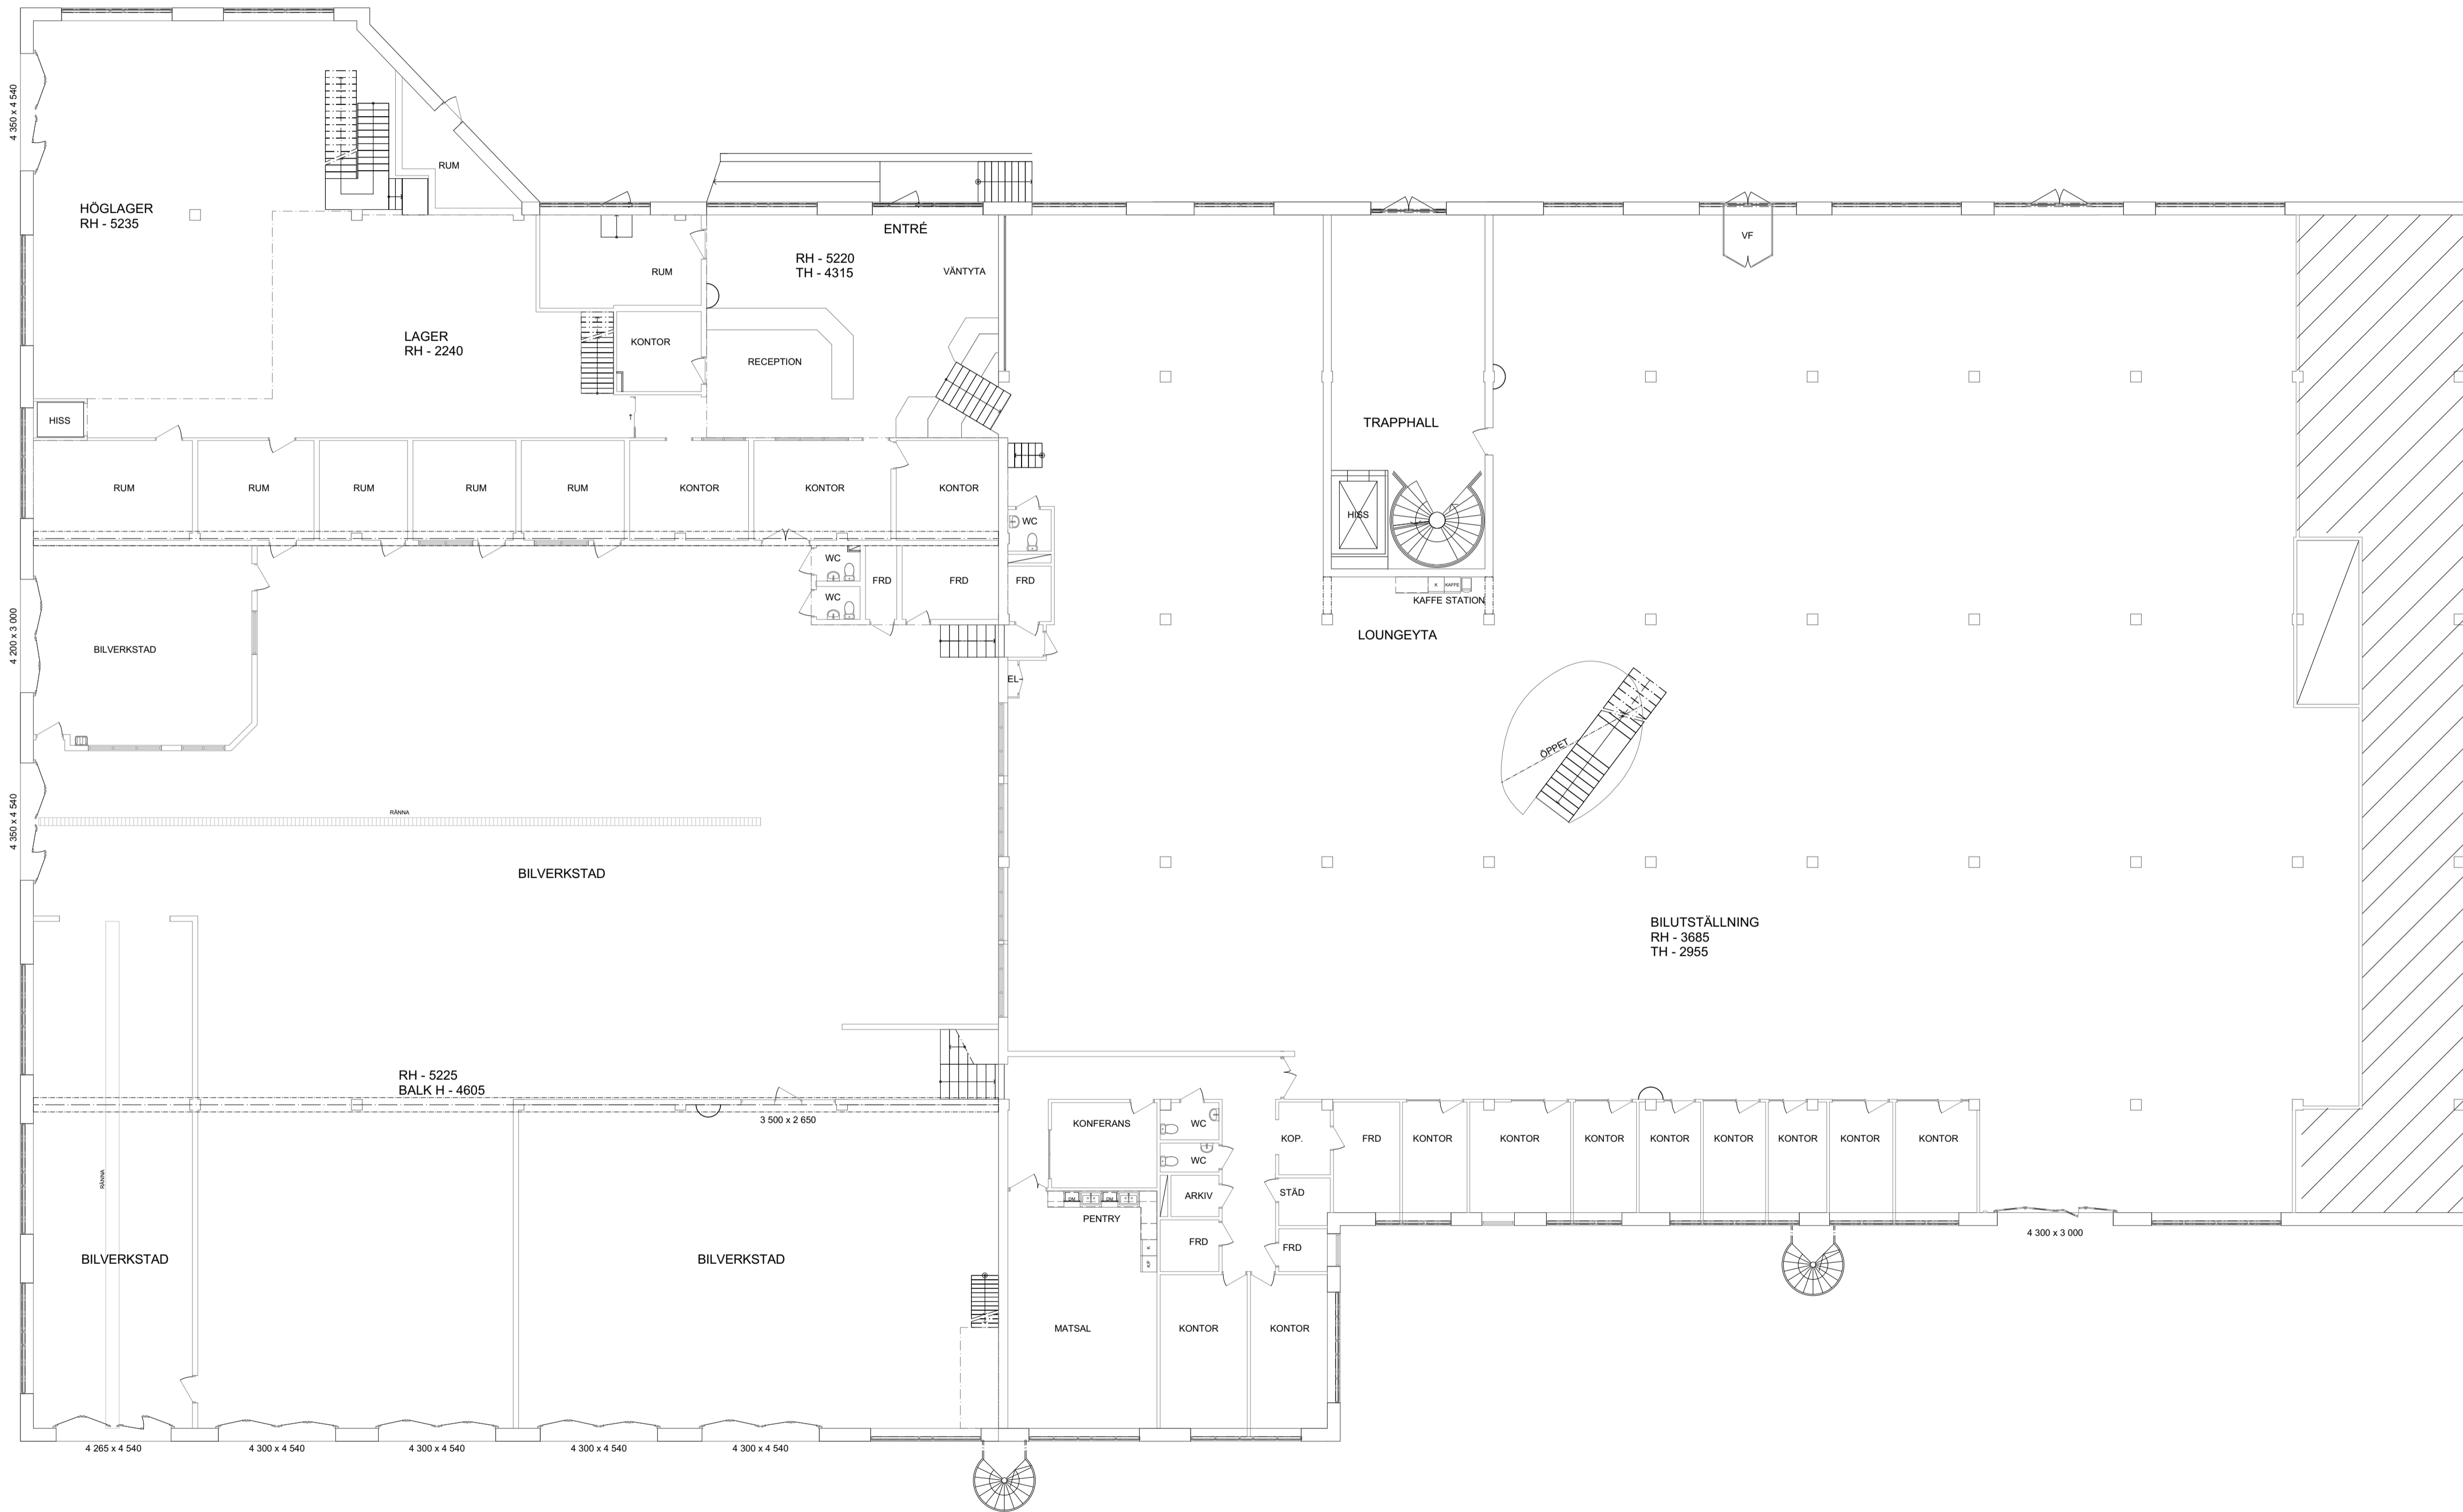 4 350 x 4 540
RUM
HÖGLAGER
RH - 5235
ENTRÉ
VF
RH - 5220
TH - 4315
VÄNTYTA
RUM
LAGER
RH - 2240
KONTOR
RECEPTION
HISS
TRAPPHALL
RUM
RUM
RUM
RUM
RUM
KONTOR
KONTOR
KONTOR
WC
HISS
WC
FRD
FRD
FRD
WC
K
KAFFE
KAFFE STATION
4 200 x 3 000
BILVERKSTAD
LOUNGEYTA
EL
ÖPPET
4 350 x 4 540
RÄNNA
BILVERKSTAD
BILUTSTÄLLNING
RH - 3685
TH - 2955
RH - 5225
BALK H - 4605
3 500 x 2 650
KONFERANS
WC
KOP.
FRD
KONTOR
KONTOR
KONTOR
KONTOR
KONTOR
KONTOR
KONTOR
KONTOR
WC
RÄNNA
ARKIV
STÄD
DM
DM
PENTRY
FRD
FRD
K
K/F
4 300 x 3 000
BILVERKSTAD
BILVERKSTAD
MATSAL
KONTOR
KONTOR
4 265 x 4 540
4 300 x 4 540
4 300 x 4 540
4 300 x 4 540
4 300 x 4 540